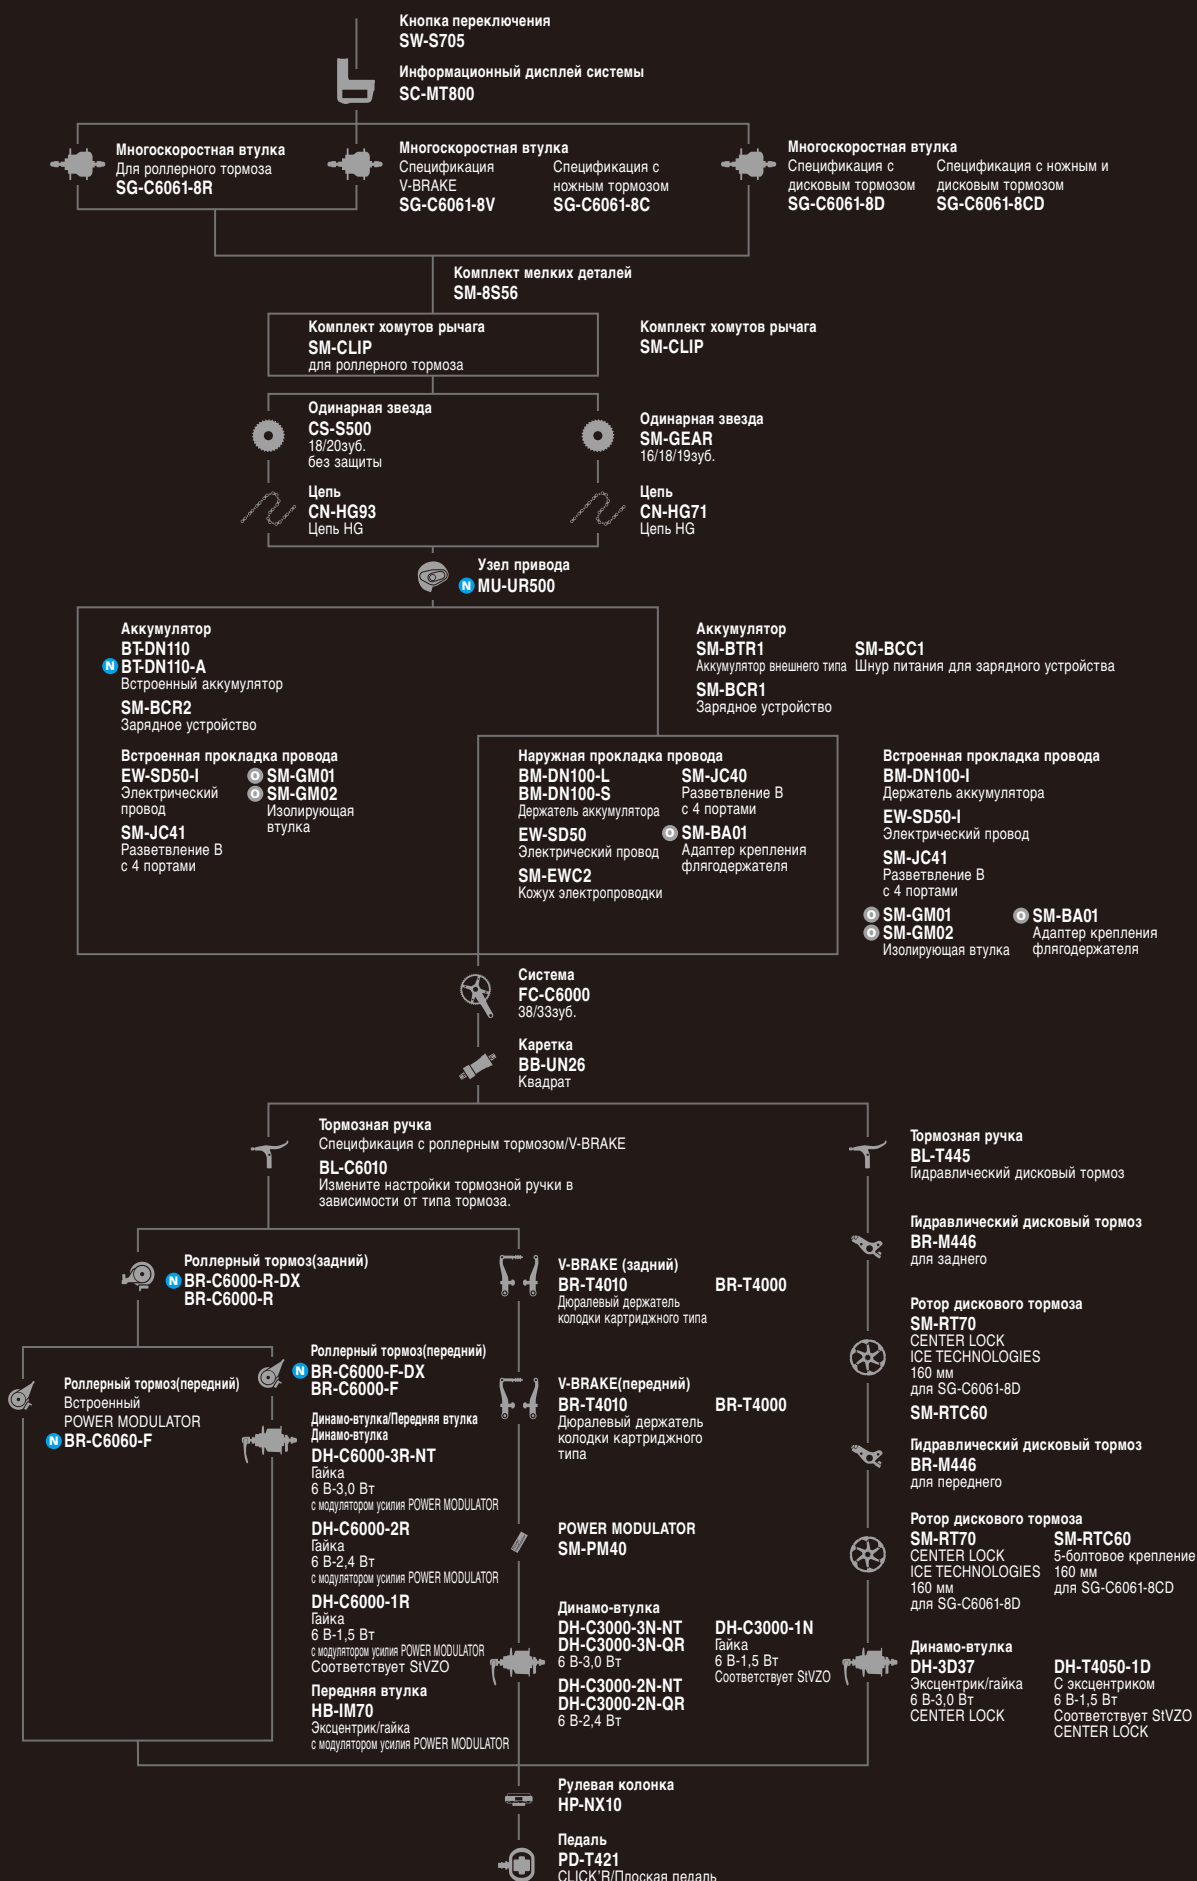 Кнопка переключения
SW-S705
Информационный дисплей системы
SC-MT800
Многоскоростная втулка
Для роллерного тормоза
SG-C6061-8R
Многоскоростная втулка
Спецификация
V-BRAKE
SG-C6061-8V
Спецификация с
ножным тормозом
SG-C6061-8C
Многоскоростная втулка
Спецификация с
дисковым тормозом
SG-C6061-8D
Спецификация с ножным и
дисковым тормозом
SG-C6061-8CD
Комплект мелких деталей
SM-8S56
Комплект хомутов рычага
SM-CLIP
для роллерного тормоза
Комплект хомутов рычага
SM-CLIP
Одинарная звезда
CS-S500
18/20зуб.
без защиты
Одинарная звезда
SM-GEAR
16/18/19зуб.
Цепь
CN-HG93
Цепь HG
Цепь
CN-HG71
Цепь HG
Узел привода
N MU-UR500
Аккумулятор
BT-DN110
N BT-DN110-A
Встроенный аккумулятор
SM-BCR2
Зарядное устройство
Аккумулятор
SM-BTR1
Аккумулятор внешнего типа
SM-BCC1
Шнур питания для зарядного устройства
SM-BCR1
Зарядное устройство
Встроенная прокладка провода
EW-SD50-I
Электрический
провод
SM-JC41
Разветвление B
с 4 портами
O SM-GM01
O SM-GM02
Изолирующая
втулка
Наружная прокладка провода
BM-DN100-L
BM-DN100-S
Держатель аккумулятора
EW-SD50
Электрический провод
SM-EWC2
Кожух электропроводки
SM-JC40
Разветвление B
с 4 портами
O SM-BA01
Адаптер крепления
флягодержателя
Встроенная прокладка провода
BM-DN100-I
Держатель аккумулятора
EW-SD50-I
Электрический провод
SM-JC41
Разветвление B
с 4 портами
O SM-GM01
O SM-GM02
Изолирующая втулка
O SM-BA01
Адаптер крепления
флягодержателя
Система
FC-C6000
38/33зуб.
Каретка
BB-UN26
Квадрат
Тормозная ручка
Спецификация с роллерным тормозом/V-BRAKE
BL-C6010
Измените настройки тормозной ручки в
зависимости от типа тормоза.
Тормозная ручка
BL-T445
Гидравлический дисковый тормоз
Роллерный тормоз(задний)
N BR-C6000-R-DX
BR-C6000-R
Роллерный тормоз(передний)
Встроенный
POWER MODULATOR
N BR-C6060-F
Роллерный тормоз(передний)
N BR-C6000-F-DX
BR-C6000-F
Динамо-втулка/Передняя втулка
Динамо-втулка
DH-C6000-3R-NT
Гайка
6 В-3,0 Вт
с модулятором усилия POWER MODULATOR
DH-C6000-2R
Гайка
6 В-2,4 Вт
с модулятором усилия POWER MODULATOR
DH-C6000-1R
Гайка
6 В-1,5 Вт
с модулятором усилия POWER MODULATOR
Соответствует StVZO
Передняя втулка
HB-IM70
Эксцентрик/гайка
с модулятором усилия POWER MODULATOR
V-BRAKE (задний)
BR-T4010
Дюралевый держатель
колодки картриджного типа
BR-T4000
V-BRAKE(передний)
BR-T4010
Дюралевый держатель
колодки картриджного
типа
BR-T4000
POWER MODULATOR
SM-PM40
Динамо-втулка
DH-C3000-3N-NT
DH-C3000-3N-QR
6 В-3,0 Вт
DH-C3000-2N-NT
DH-C3000-2N-QR
6 В-2,4 Вт
DH-C3000-1N
Гайка
6 В-1,5 Вт
Соответствует StVZO
Гидравлический дисковый тормоз
BR-M446
для заднего
Ротор дискового тормоза
SM-RT70
CENTER LOCK
ICE TECHNOLOGIES
160 мм
для SG-C6061-8D
SM-RTC60
Гидравлический дисковый тормоз
BR-M446
для переднего
Ротор дискового тормоза
SM-RT70
CENTER LOCK
ICE TECHNOLOGIES
160 мм
для SG-C6061-8D
SM-RTC60
5-болтовое крепление
160 мм
для SG-C6061-8CD
Динамо-втулка
DH-3D37
Эксцентрик/гайка
6 В-3,0 Вт
CENTER LOCK
DH-T4050-1D
С эксцентриком
6 В-1,5 Вт
Соответствует StVZO
CENTER LOCK
Рулевая колонка
HP-NX10
Педаль
PD-T421
CLICK'R/Плоская педаль